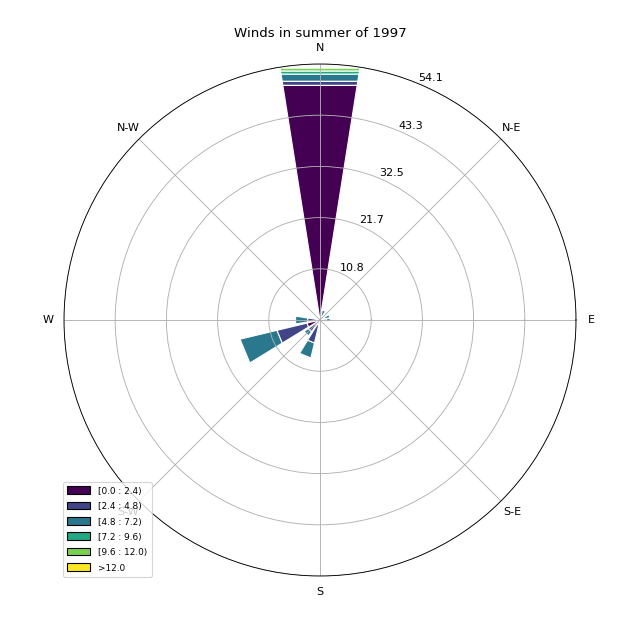 Winds in summer of 1997
N
54.1
N-W
N-E
43.3
32.5
21.7
10.8
W
E
S-W
S-E
S
[0.0 : 2.4)
[2.4 : 4.8)
[4.8 : 7.2)
[7.2 : 9.6)
[9.6 : 12.0)
>12.0